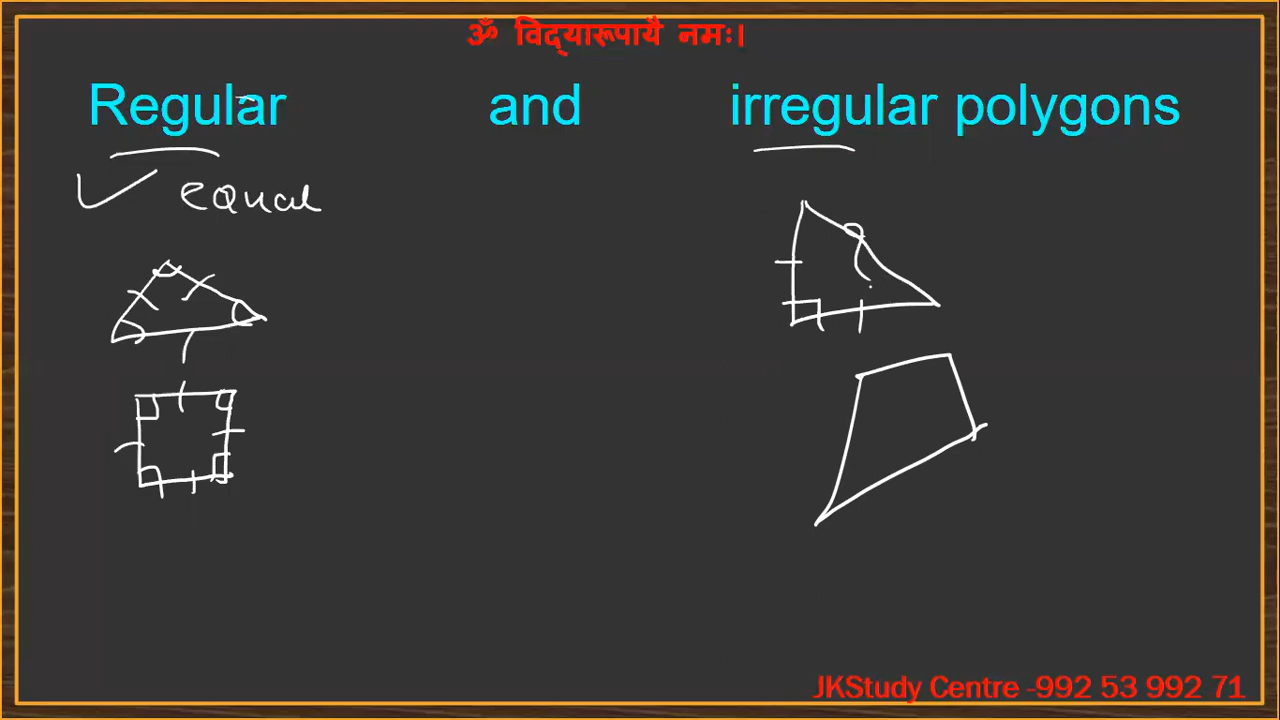 ॐ विद्यारूपायै नमः।
Regular and irregular polygons
equal
JKStudy Centre -992 53 992 71